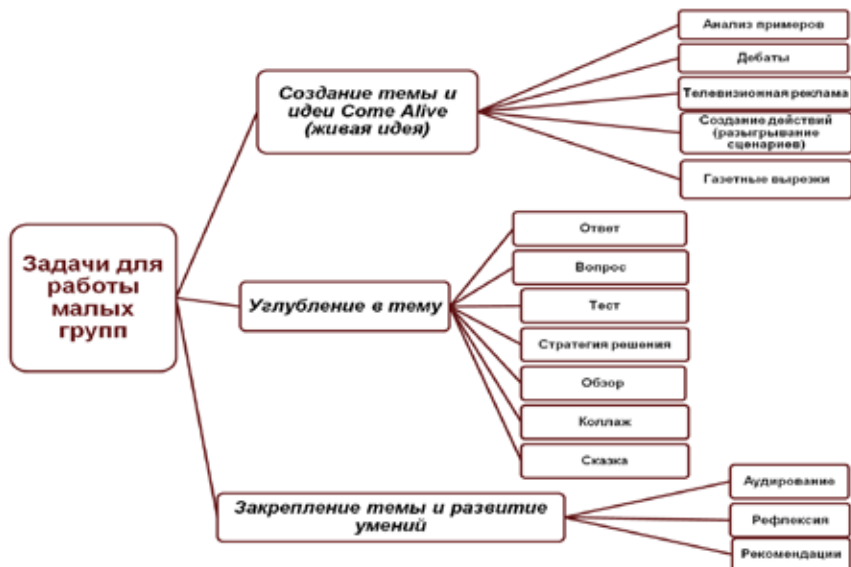 Задачи для
работы
малых
групп
Создание темы и
идеи Come Alive
(живая идея)
Анализ примеров
Дебаты
Телевизионная реклама
Создание действий
(разыгрывание
сценариев)
Газетные вырезки
Углубление в тему
Ответ
Вопрос
Тест
Стратегия решения
Обзор
Коллаж
Сказка
Закрепление темы и развитие
умений
Аудирование
Рефлексия
Рекомендации